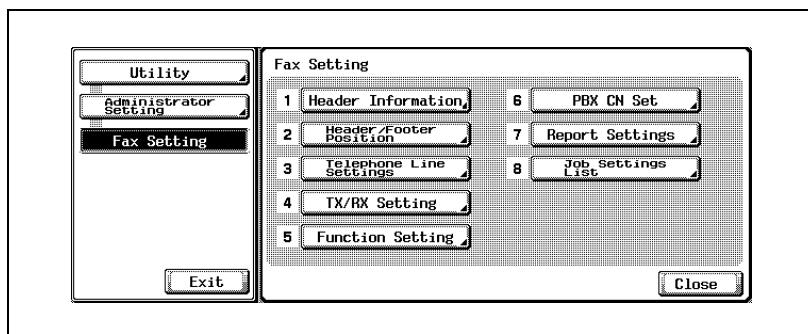 Utility
Administrator
Setting
Fax Setting
Exit
Fax Setting
1 Header Information
2 Header/Footer
Position
3 Telephone Line
Settings
4 TX/RX Setting
5 Function Setting
6 PBX CN Set
7 Report Settings
8 Job Settings
List
Close